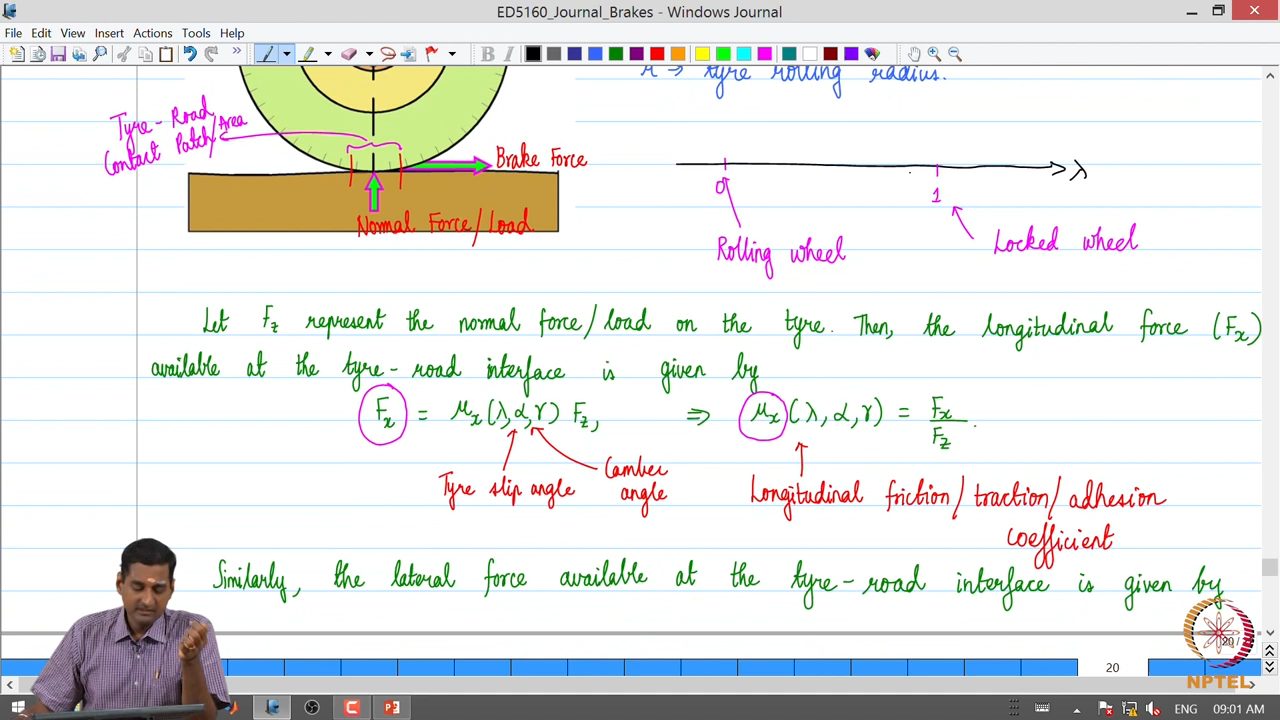 ED5160_Journal_Brakes - Windows Journal
File Edit View Insert Actions Tools Help
r → tyre rolling radius.
Tyre - Road
Contact Patch/Area
Brake Force
Normal Force/Load
0
1
λ
Rolling wheel
Locked wheel
Let Fz represent the normal force/load on the tyre. Then, the longitudinal force (Fx)
available at the tyre-road interface is given by
Fx = μx(λ,α,γ) Fz, ⇒ μx(λ,α,γ) = Fx/Fz.
Tyre slip angle
Camber
angle
Longitudinal friction/traction/adhesion
coefficient
Similarly, the lateral force available at the tyre-road interface is given by
20
NPTEL
ENG 09:01 AM